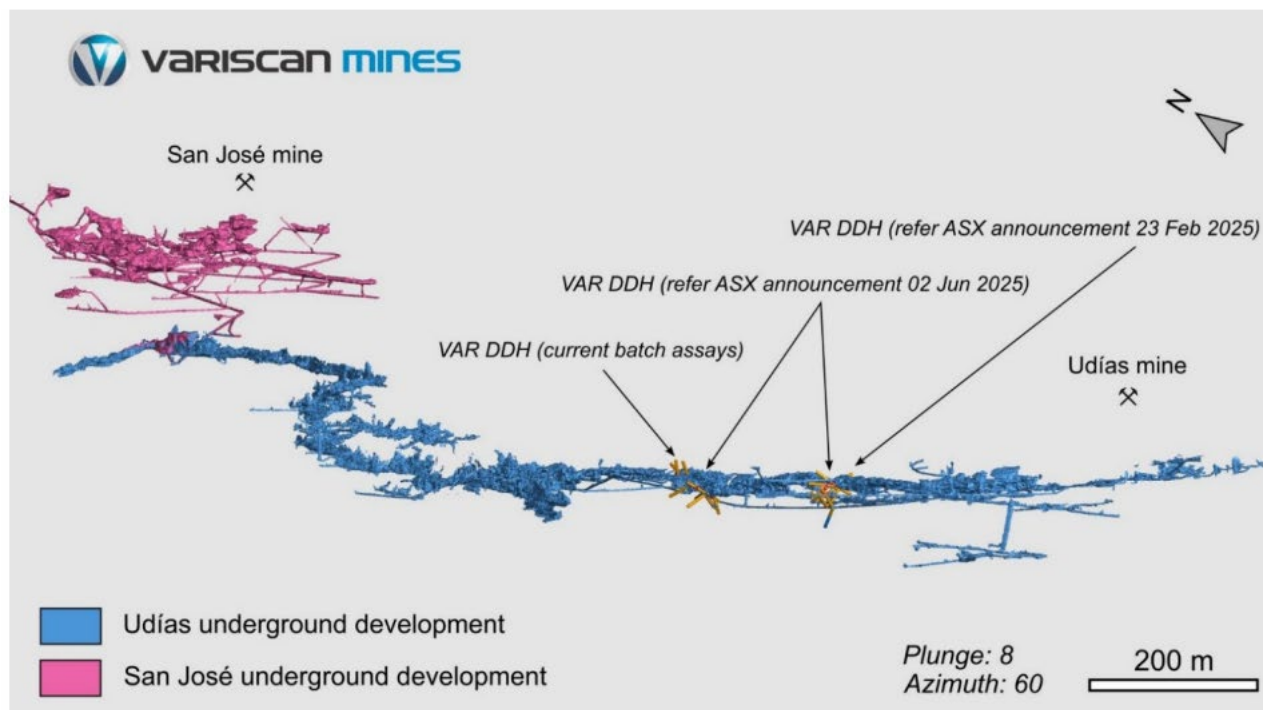 VARISCAN MINES
N
San José mine
VAR DDH (refer ASX announcement 23 Feb 2025)
VAR DDH (refer ASX announcement 02 Jun 2025)
VAR DDH (current batch assays)
Udías mine
Udías underground development
San José underground development
Plunge: 8
Azimuth: 60
200 m